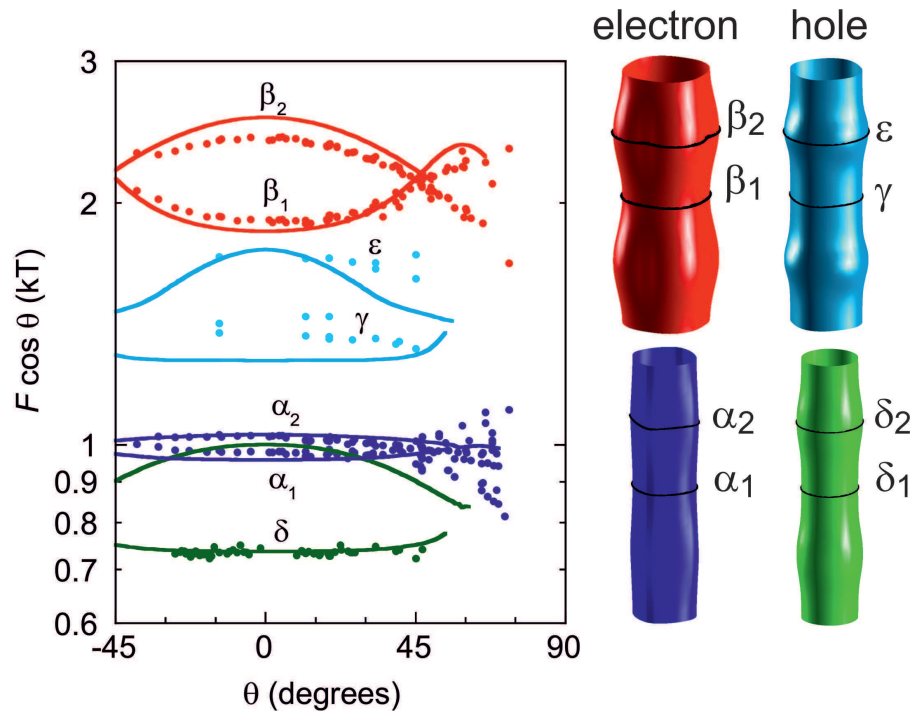 electron hole
3
2
1
0.9
0.8
0.7
0.6
-45 0 45 90
F cos θ (kT)
θ (degrees)
β2
β1
ε
γ
α2
α1
δ
β2
β1
ε
γ
α2
α1
δ2
δ1